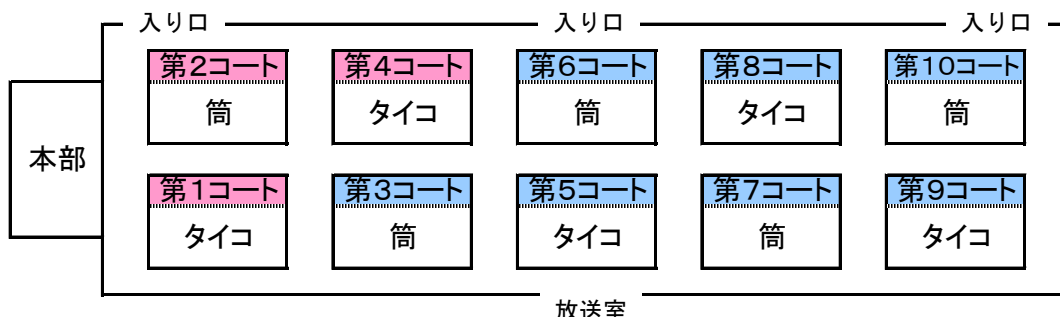 入り口 入り口 入り口
第2コート 第4コート 第6コート 第8コート 第10コート
筒 タイコ 筒 タイコ 筒
本部
第1コート 第3コート 第5コート 第7コート 第9コート
タイコ 筒 タイコ 筒 タイコ
放送室